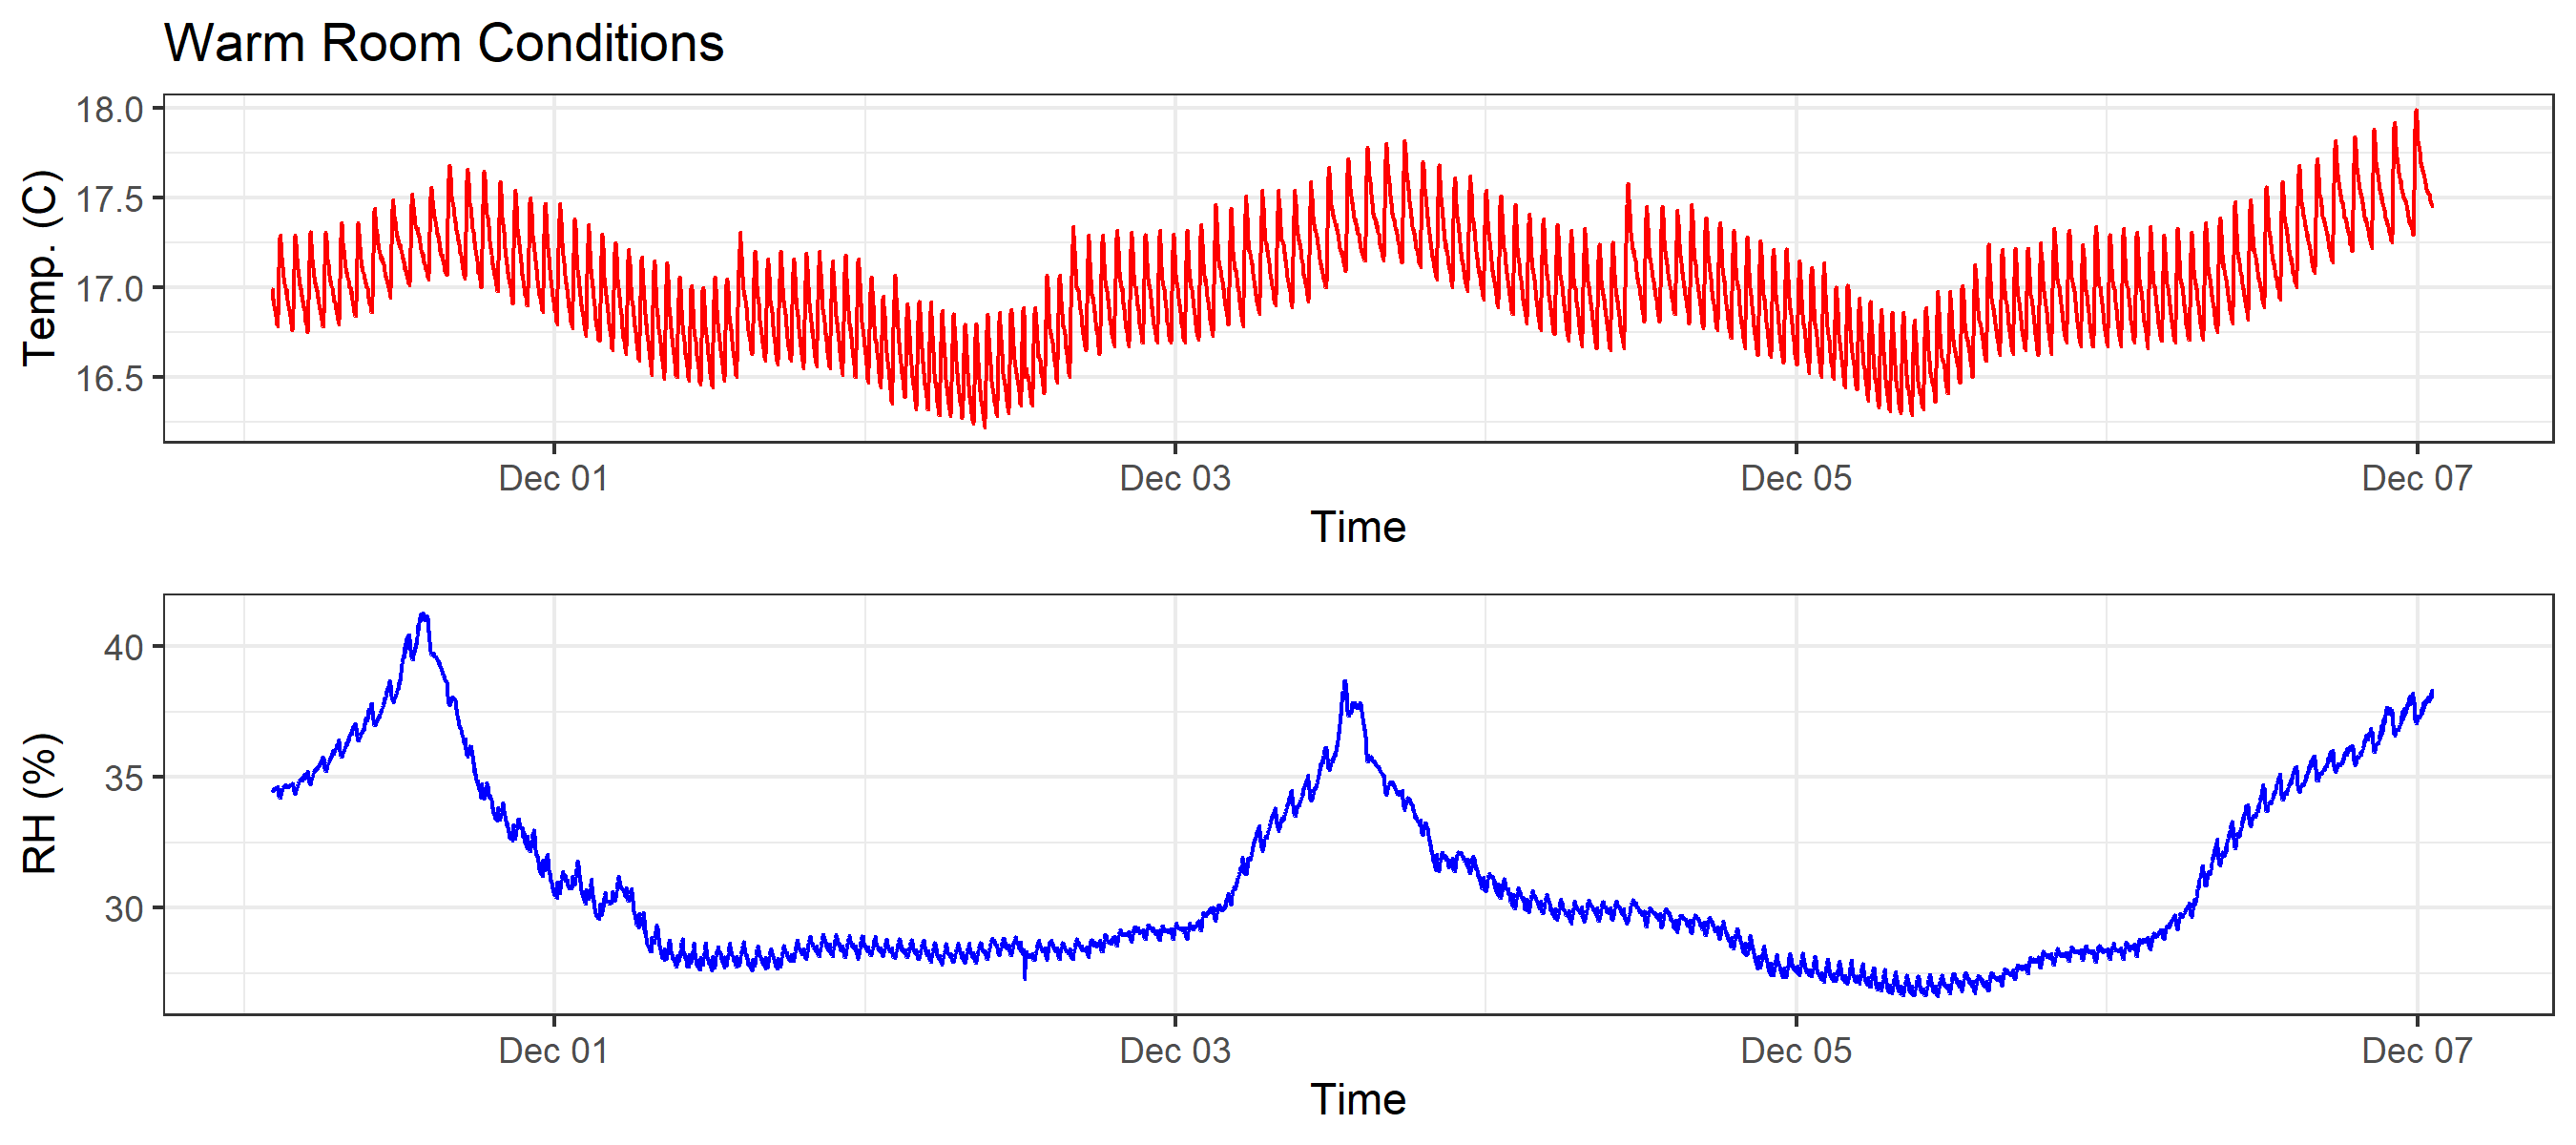 Warm Room Conditions
18.0
17.5
17.0
16.5
Temp. (C)
Dec 01 Dec 03 Dec 05 Dec 07
Time
40
35
30
RH (%)
Dec 01 Dec 03 Dec 05 Dec 07
Time